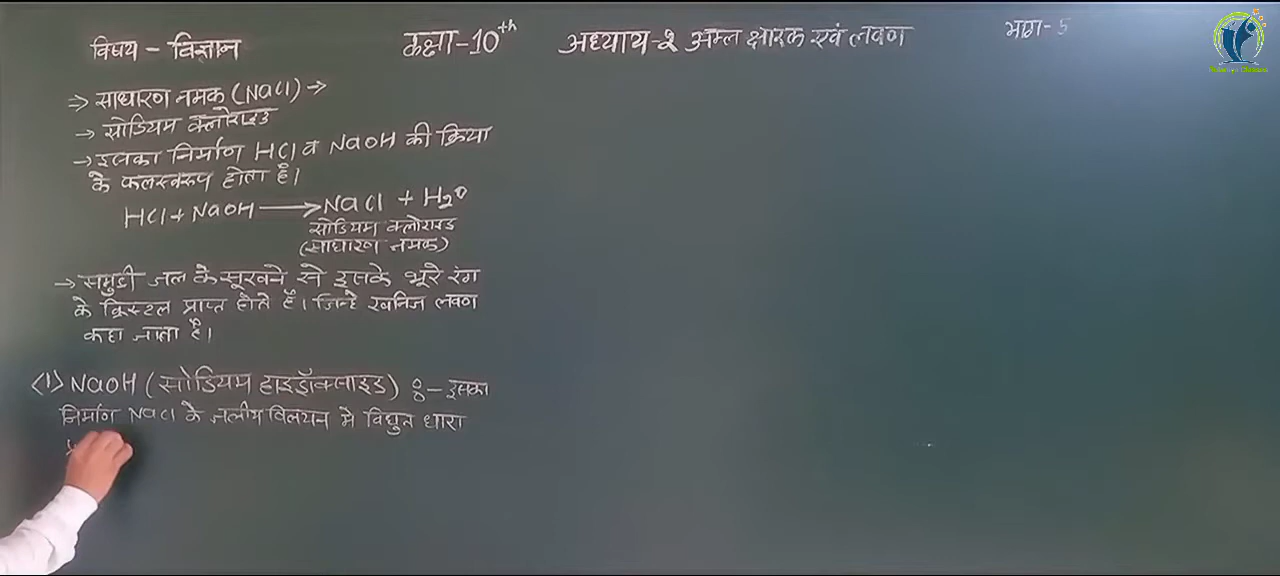 विषय - विज्ञान
कक्षा-10th
अध्याय-2 अम्ल क्षारक एवं लवण
भाग-5
⇒ साधारण नमक (NaCl) →
→ सोडियम क्लोराइड
→ इसका निर्माण HCl व NaOH की क्रिया
के फलस्वरूप होता है।
HCl + NaOH ⟶ NaCl + H2O
सोडियम क्लोराइड
(साधारण नमक)
→ समुद्री जल के सूखने से इसके भूरे रंग
के क्रिस्टल प्राप्त होते है। जिन्हे खनिज लवण
कहा जाता है।
(1) NaOH (सोडियम हाइड्रॉक्साइड) :- इसका
निर्माण NaCl के जलीय विलयन मे विधुत धारा